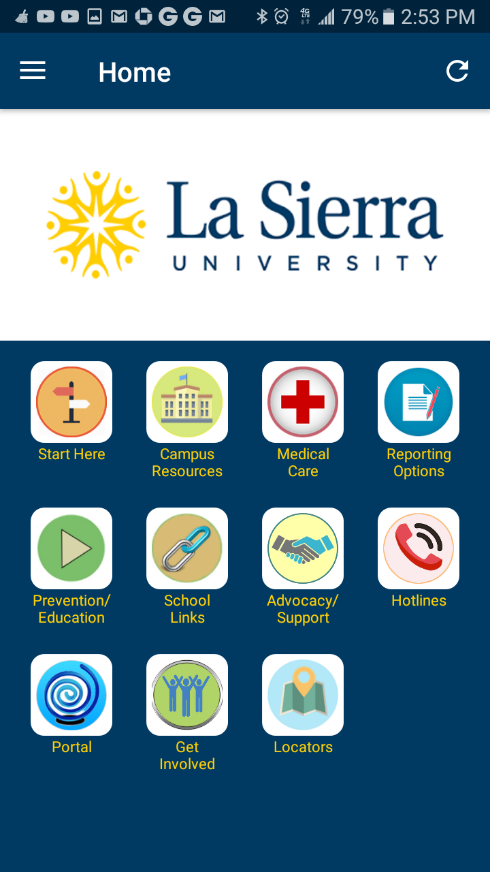 79% 2:53 PM
Home
La Sierra
UNIVERSITY
Start Here
Campus
Resources
Medical
Care
Reporting
Options
Prevention/
Education
School
Links
Advocacy/
Support
Hotlines
Portal
Get
Involved
Locators